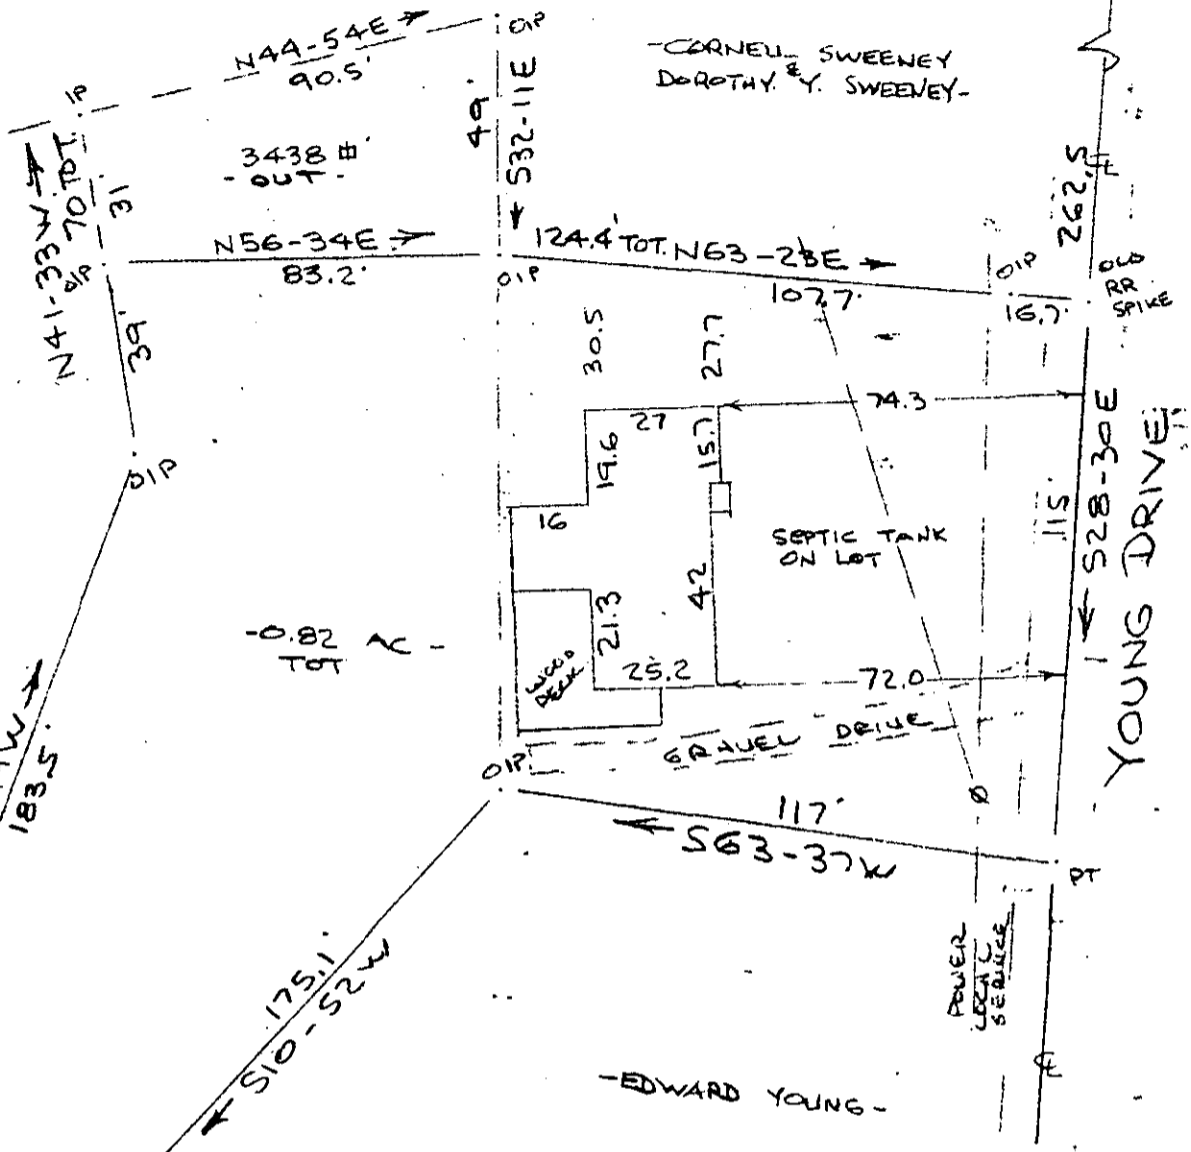 N44-54E →
90.5'
OIP
-CORNELL & SWEENEY
DOROTHY. Y. SWEENEY-
IP
49'
← S32-11E
3438
- OUT -
N41-33W →
70 TOT.
31'
262.5
℄
N56-34E →
83.2'
124.4' TOT. N63-23E →
107.7'
OIP
OIP
OIP
16.7'
OLD
RR
SPIKE
39'
30.5
27.7
OIP
27
74.3
19.6
15.7
16
SEPTIC TANK
ON LOT
115'
← S28-30E
YOUNG DRIVE
42
21.3
-0.82 AC -
TOT
WOOD
DECK
25.2
72.0
GRAVEL DRIVE
W →
183.5'
OIP
117'
← S63-37W
PT
POWER
LOCAL
SERVICE
175.1'
← S10-52W
℄
-EDWARD YOUNG-